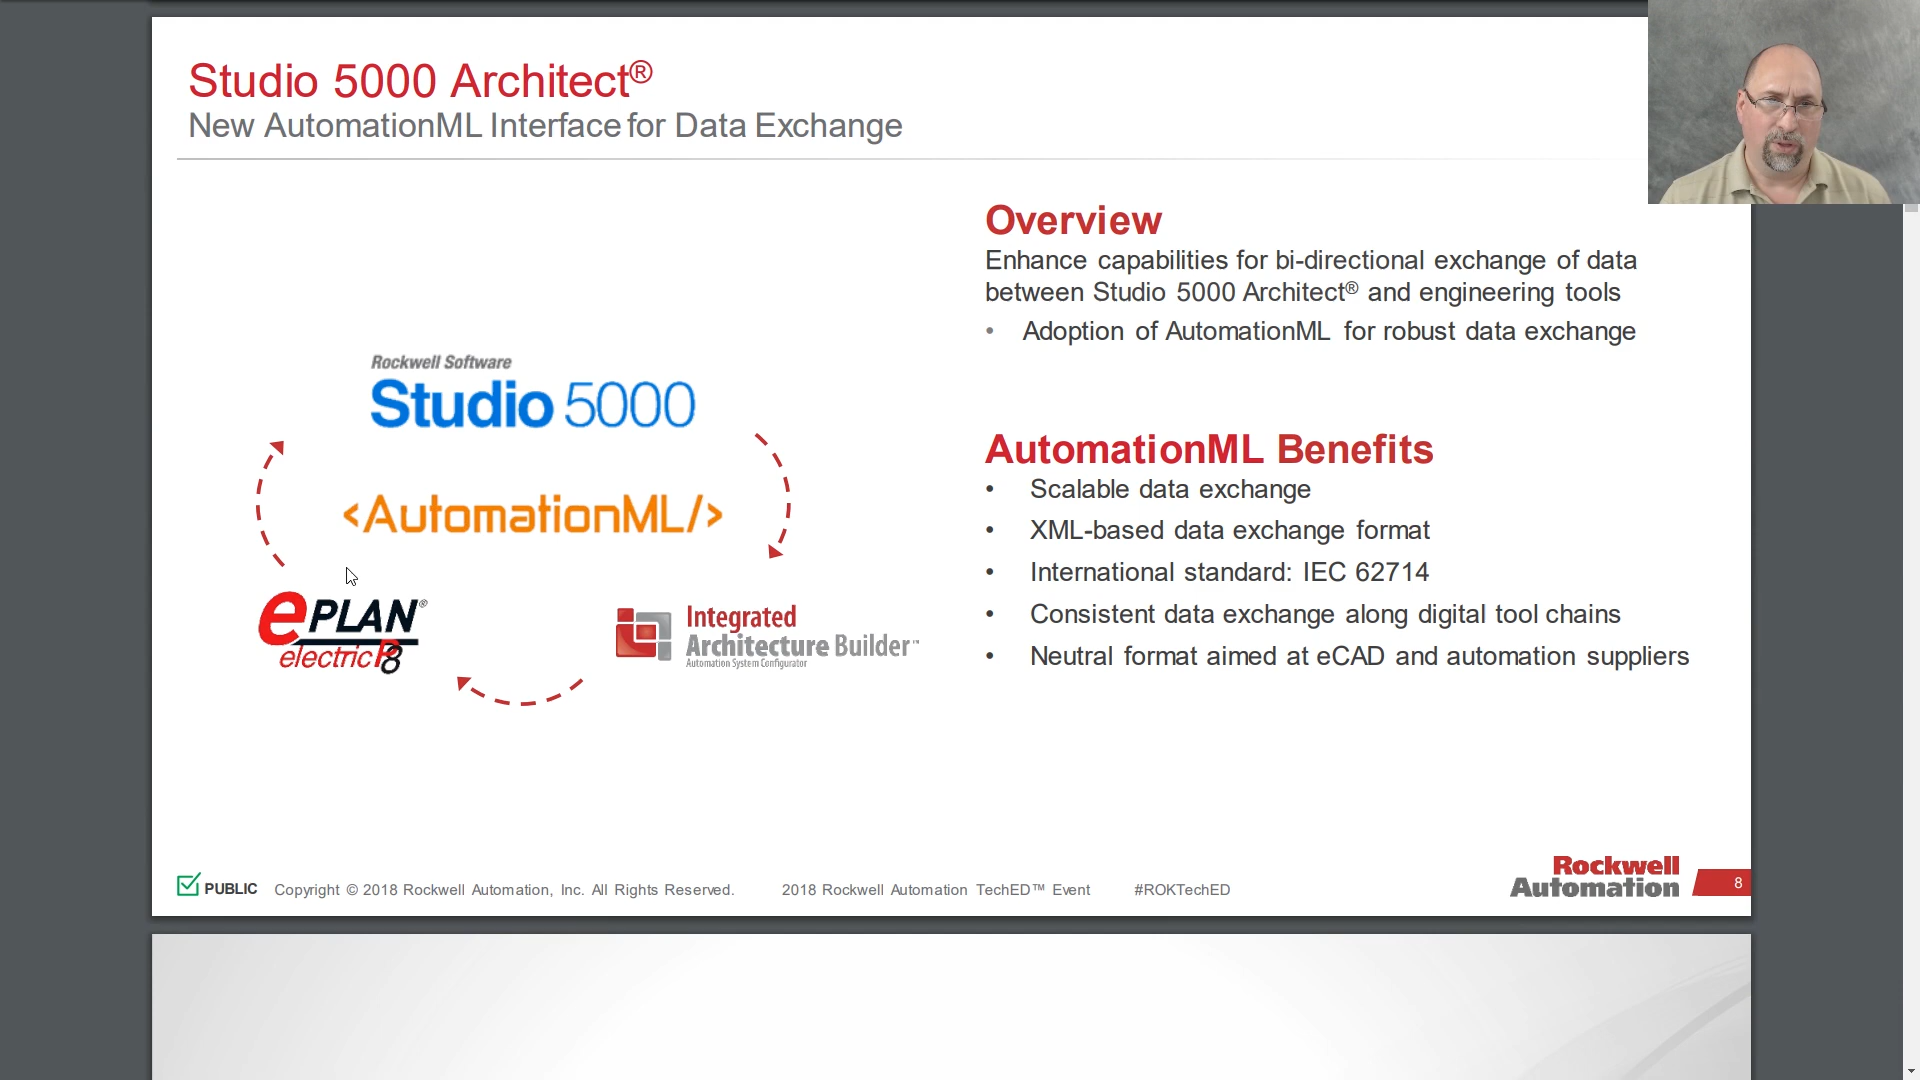 Studio 5000 Architect®
New AutomationML Interface for Data Exchange
Overview
Enhance capabilities for bi-directional exchange of data
between Studio 5000 Architect® and engineering tools
• Adoption of AutomationML for robust data exchange
Rockwell Software
Studio 5000
<AutomationML/>
ePLAN®
electric P8
Integrated
Architecture Builder™
Automation System Configurator
AutomationML Benefits
• Scalable data exchange
• XML-based data exchange format
• International standard: IEC 62714
• Consistent data exchange along digital tool chains
• Neutral format aimed at eCAD and automation suppliers
PUBLIC Copyright © 2018 Rockwell Automation, Inc. All Rights Reserved. 2018 Rockwell Automation TechED™ Event #ROKTechED
Rockwell
Automation
8